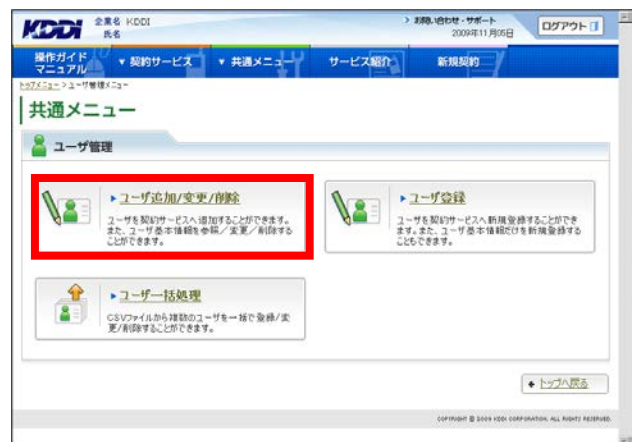 KDDI
企業名 KDDI
氏名
お問い合わせ・サポート
2009年11月05日
ログアウト
操作ガイド
マニュアル
▼ 契約サービス
▼ 共通メニュー
サービス紹介
新規契約
トップメニュー > ユーザ管理メニュー
共通メニュー
ユーザ管理
ユーザ追加/変更/削除
ユーザを契約サービスへ追加することができます。
また、ユーザ基本情報を参照/変更/削除する
ことができます。
ユーザ登録
ユーザを契約サービスへ新規登録することができ
ます。また、ユーザ基本情報だけを新規登録する
こともできます。
ユーザ一括処理
CSVファイルから複数のユーザを一括で登録/変
更/削除することができます。
トップへ戻る
COPYRIGHT © 2009 KDDI CORPORATION, ALL RIGHTS RESERVED.